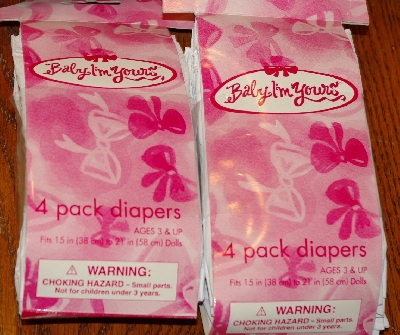 Baby I'm Yours
4 pack diapers
AGES 3 & UP
Fits 15 in (38 cm) to 21 in (58 cm) Dolls
WARNING:
CHOKING HAZARD – Small parts.
Not for children under 3 years.
Baby I'm Yours
4 pack diapers
AGES 3 & UP
Fits 15 in (38 cm) to 21 in (58 cm) Dolls
WARNING:
CHOKING HAZARD – Small parts.
Not for children under 3 years.